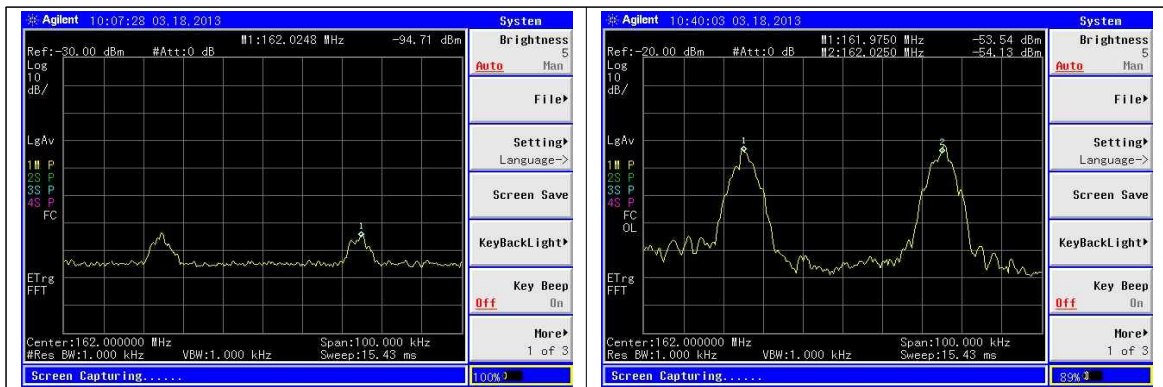 Agilent 10:07:28 03,18,2013 System
M1:162.0248 MHz -94.71 dBm
Ref:-30.00 dBm #Att:0 dB
Log
10
dB/
LgAv
1M P
2S P
3S P
4S P
FC
ETrg
FFT
1
Center:162.000000 MHz Span:100.000 kHz
#Res BW:1.000 kHz VBW:1.000 kHz Sweep:15.43 ms
Brightness
5
Auto Man
File
Setting
Language->
Screen Save
KeyBackLight
Key Beep
Off On
More
1 of 3
Screen Capturing...... 100%
Agilent 10:40:03 03,18,2013 System
M1:161.9750 MHz -53.54 dBm
Ref:-20.00 dBm #Att:0 dB M2:162.0250 MHz -54.13 dBm
Log
10
dB/
LgAv
1M P
2S P
3S P
4S P
FC
OL
ETrg
FFT
1 2
Center:162.000000 MHz Span:100.000 kHz
Res BW:1.000 kHz VBW:1.000 kHz Sweep:15.43 ms
Brightness
5
Auto Man
File
Setting
Language->
Screen Save
KeyBackLight
Key Beep
Off On
More
1 of 3
Screen Capturing...... 89%